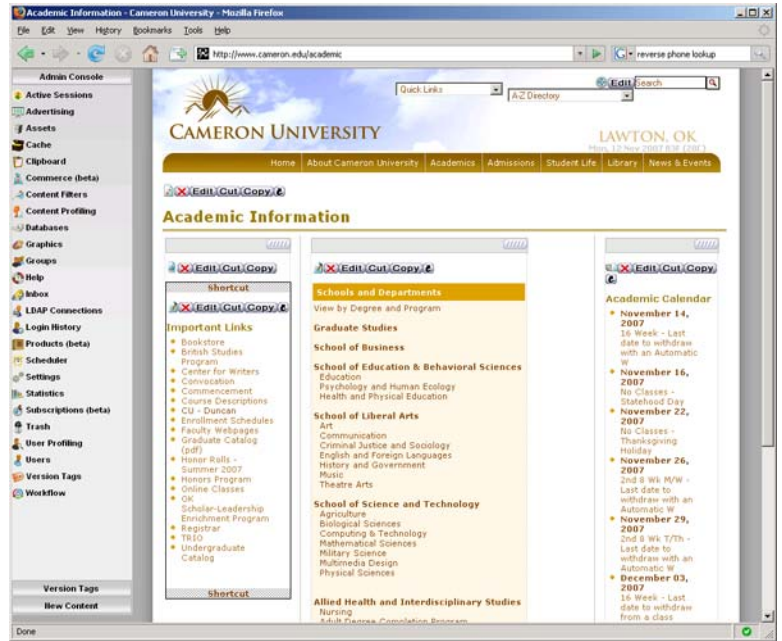 Academic Information - Cameron University - Mozilla Firefox
File Edit View History Bookmarks Tools Help
http://www.cameron.edu/academic
reverse phone lookup
Admin Console
Active Sessions
Advertising
Assets
Cache
Clipboard
Commerce (beta)
Content Filters
Content Profiling
Databases
Graphics
Groups
Help
Inbox
LDAP Connections
Login History
Products (beta)
Scheduler
Settings
Statistics
Subscriptions (beta)
Trash
User Profiling
Users
Version Tags
Workflow
Version Tags
New Content
Quick Links
A-Z Directory
Edit
Search
CAMERON UNIVERSITY
LAWTON, OK
Mon, 12 Nov 2007 83F (28C)
Home About Cameron University Academics Admissions Student Life Library News & Events
Edit Cut Copy
Academic Information
Edit Cut Copy
Shortcut
Edit Cut Copy
Important Links
Bookstore
British Studies
Program
Center for Writers
Convocation
Commencement
Course Descriptions
CU - Duncan
Enrollment Schedules
Faculty Webpages
Graduate Catalog
(pdf)
Honor Rolls -
Summer 2007
Honors Program
Online Classes
OK
Scholar-Leadership
Enrichment Program
Registrar
TRIO
Undergraduate
Catalog
Shortcut
Edit Cut Copy
Schools and Departments
View by Degree and Program
Graduate Studies
School of Business
School of Education & Behavioral Sciences
Education
Psychology and Human Ecology
Health and Physical Education
School of Liberal Arts
Art
Communication
Criminal Justice and Sociology
English and Foreign Languages
History and Government
Music
Theatre Arts
School of Science and Technology
Agriculture
Biological Sciences
Computing & Technology
Mathematical Sciences
Military Science
Multimedia Design
Physical Sciences
Allied Health and Interdisciplinary Studies
Nursing
Adult Degree Completion Program
Edit Cut Copy
Academic Calendar
November 14,
2007
16 Week - Last
date to withdraw
with an Automatic
W
November 16,
2007
No Classes -
Statehood Day
November 22,
2007
No Classes -
Thanksgiving
Holiday
November 26,
2007
2nd 8 Wk M/W -
Last date to
withdraw with an
Automatic W
November 29,
2007
2nd 8 Wk T/Th -
Last date to
withdraw with an
Automatic W
December 03,
2007
16 Week - Last
date to withdraw
from a class
Done